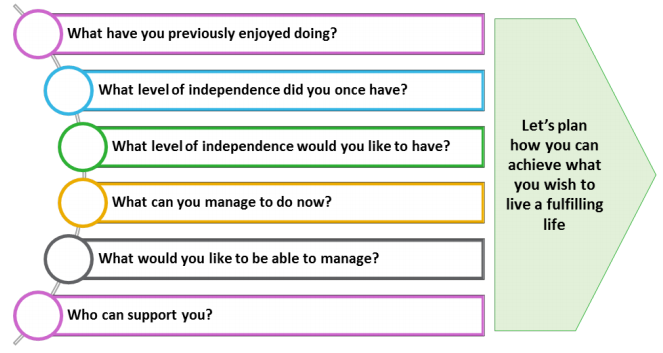 What have you previously enjoyed doing?
What level of independence did you once have?
What level of independence would you like to have?
What can you manage to do now?
What would you like to be able to manage?
Who can support you?
Let’s plan
how you can
achieve what
you wish to
live a fulfilling
life